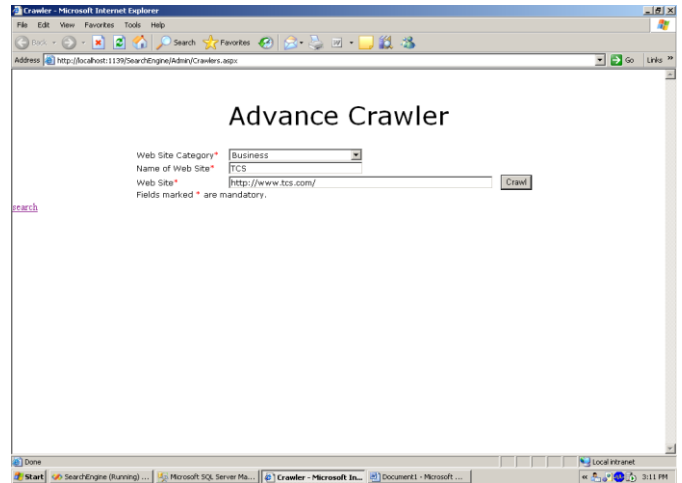 Crawler - Microsoft Internet Explorer
File Edit View Favorites Tools Help
Back Search Favorites
Address http://localhost:1139/SearchEngine/Admin/Crawlers.aspx Go Links »
Advance Crawler
Web Site Category* Business
Name of Web Site* TCS
Web Site* http://www.tcs.com/ Crawl
Fields marked * are mandatory.
search
Done Local intranet
Start SearchEngine (Running) ... Microsoft SQL Server Ma... Crawler - Microsoft In... Document1 - Microsoft ... « 3:11 PM